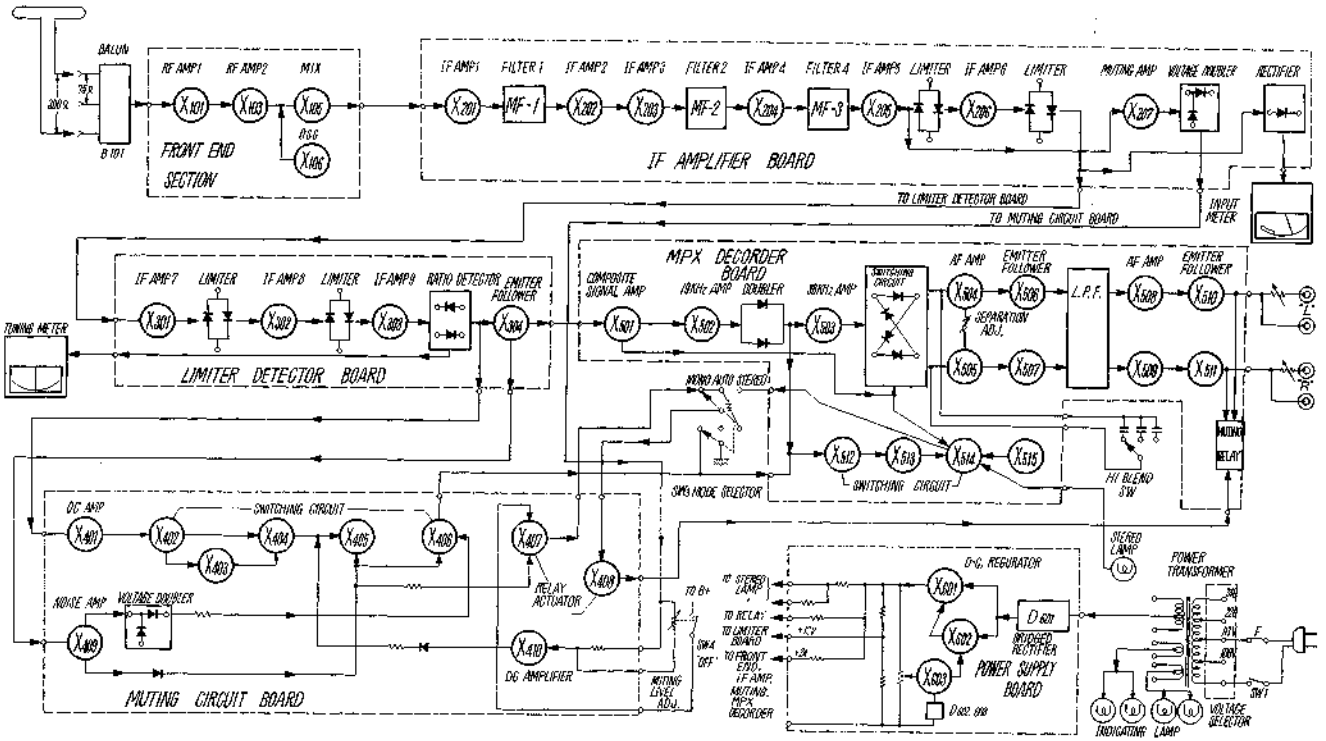 BALUN
300Ω
75Ω
B101
RF AMP1
RF AMP2
MIX
X101
X103
X105
OSC
X106
FRONT END
SECTION
IF AMP1
FILTER 1
IF AMP2
IF AMP3
FILTER 2
IF AMP4
FILTER 4
IF AMP5
LIMITER
IF AMP6
LIMITER
MUTING AMP
VOLTAGE DOUBLER
RECTIFIER
X201
MF-1
X202
X203
MF-2
X204
MF-3
X205
X206
X207
IF AMPLIFIER BOARD
TO LIMITER DETECTOR BOARD
TO MUTING CIRCUIT BOARD
INPUT
METER
IF AMP7
LIMITER
IF AMP8
LIMITER
IF AMP9
RATIO DETECTOR
EMITTER
FOLLOWER
X301
X302
X303
X304
TUNING METER
LIMITER DETECTOR BOARD
MPX DECORDER
BOARD
COMPOSITE
SIGNAL AMP
19KHz AMP
DOUBLER
38KHz AMP
SWITCHING
CIRCUIT
AF AMP
EMITTER
FOLLOWER
L.P.F.
AF AMP
EMITTER
FOLLOWER
X501
X502
X503
X504
X506
X508
X510
"L"
SEPARATION
ADJ.
X505
X507
X509
X511
"R"
MONO AUTO STEREO
SW3 MODE SELECTOR
X512
X513
X514
X515
SWITCHING CIRCUIT
HI BLEND
SW
MUTING
RELAY
STEREO
LAMP
DC AMP
SWITCHING CIRCUIT
X401
X402
X403
X404
X405
X406
X407
X408
RELAY
ACTUATOR
NOISE AMP
VOLTAGE DOUBLER
X409
X410
DC AMPLIFIER
MUTING CIRCUIT BOARD
TO B+
SW4
OFF
MUTING
LEVEL
ADJ.
TO STEREO
LAMP
TO RELAY
TO LIMITER
BOARD
TO FRONT
END.
IF AMP.
MUTING.
MPX
DECORDER
D-C, REGURATOR
X601
X602
X603
D 601
BRIDGED
RECTIFIER
POWER SUPPLY
BOARD
POWER
TRANSFORMER
F
SW1
VOLTAGE
SELECTOR
INDICATING LAMP